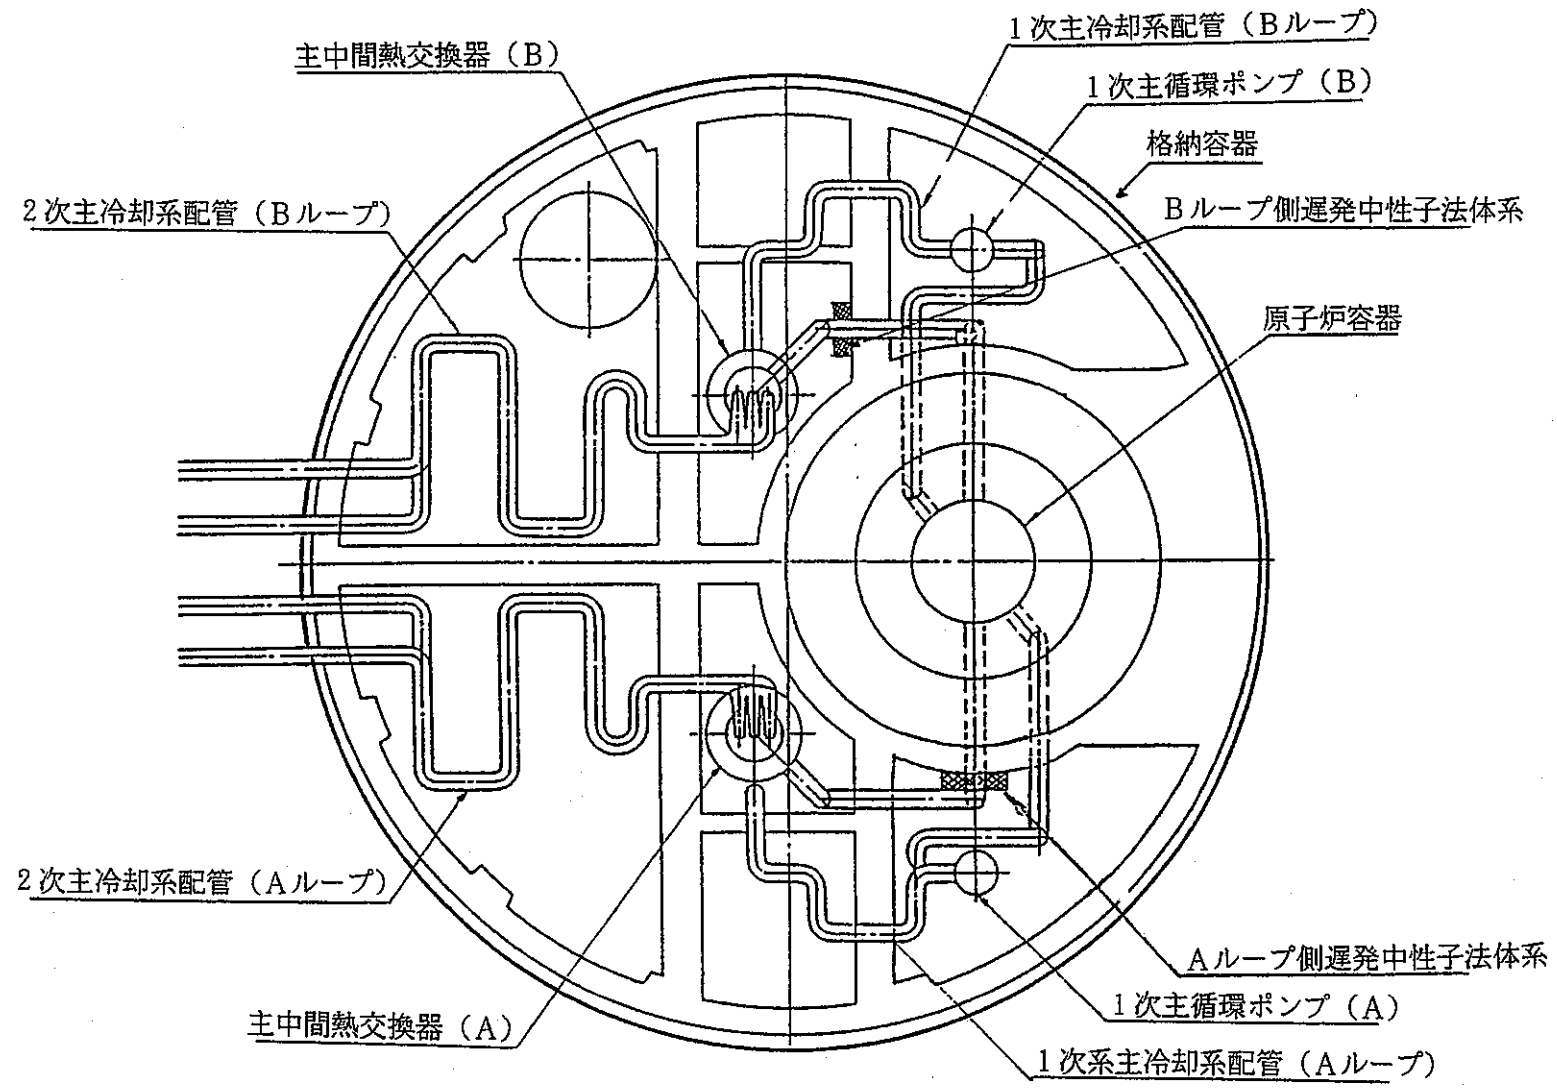 1次主冷却系配管（Bループ）
主中間熱交換器（B）
1次主循環ポンプ（B）
格納容器
2次主冷却系配管（Bループ）
Bループ側遅発中性子法体系
原子炉容器
2次主冷却系配管（Aループ）
Aループ側遅発中性子法体系
1次主循環ポンプ（A）
主中間熱交換器（A）
1次系主冷却系配管（Aループ）